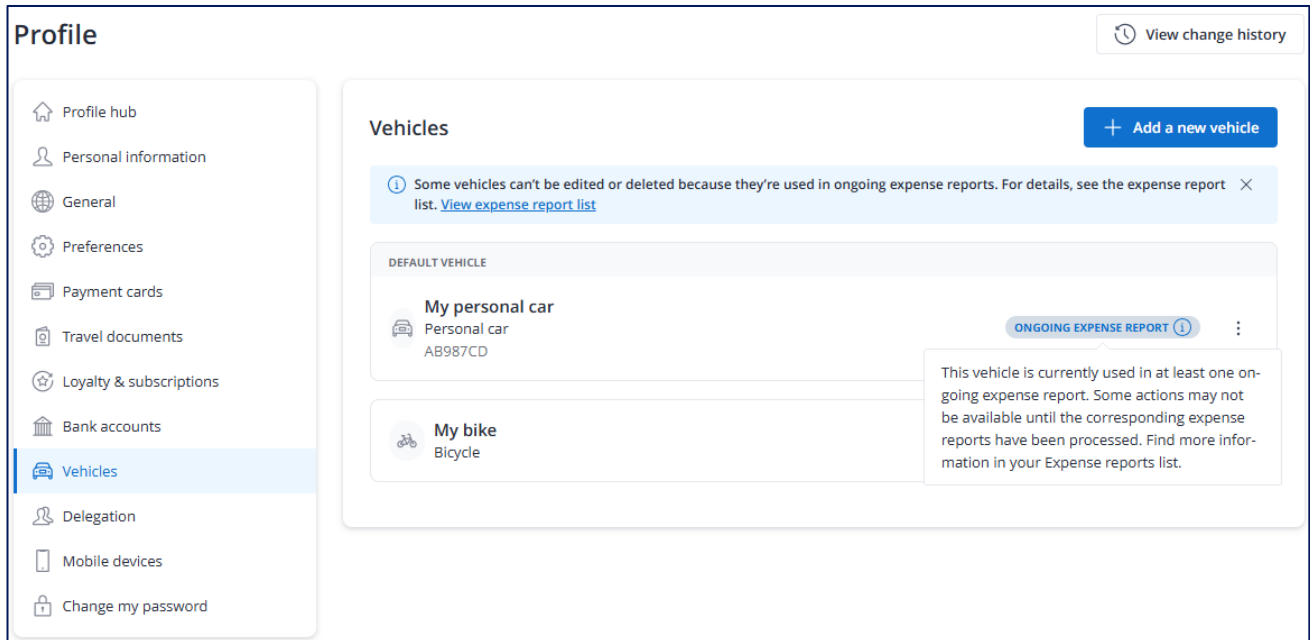 Profile
View change history
Profile hub
Personal information
General
Preferences
Payment cards
Travel documents
Loyalty & subscriptions
Bank accounts
Vehicles
Delegation
Mobile devices
Change my password
Vehicles
Add a new vehicle
Some vehicles can't be edited or deleted because they're used in ongoing expense reports. For details, see the expense report
list. View expense report list
DEFAULT VEHICLE
My personal car
Personal car
AB987CD
ONGOING EXPENSE REPORT
This vehicle is currently used in at least one on-
going expense report. Some actions may not
be available until the corresponding expense
reports have been processed. Find more infor-
mation in your Expense reports list.
My bike
Bicycle